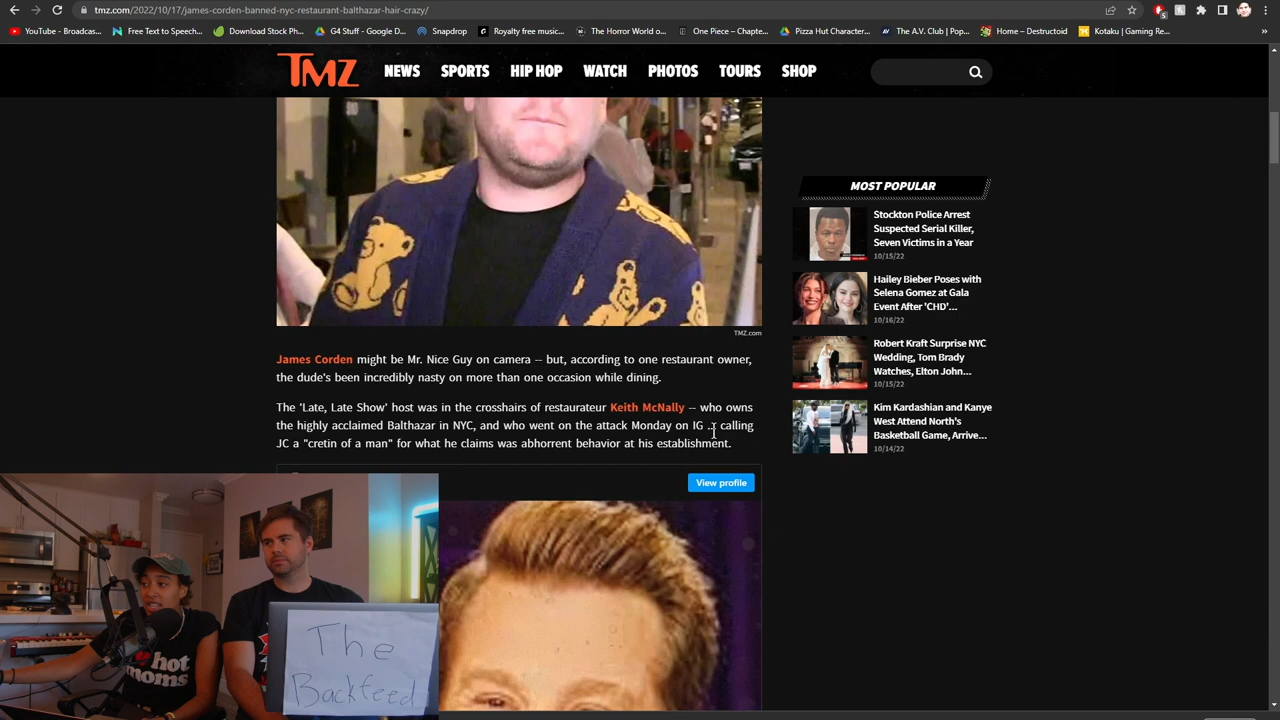 tmz.com/2022/10/17/james-corden-banned-nyc-restaurant-balthazar-hair-crazy/
YouTube - Broadcas... Free Text to Speech... Download Stock Ph... G4 Stuff - Google D... Snapdrop Royalty free music... The Horror World o... One Piece – Chapte... Pizza Hut Character... The A.V. Club | Pop... Home – Destructoid Kotaku | Gaming Re...
TMZ NEWS SPORTS HIP HOP WATCH PHOTOS TOURS SHOP
TMZ.com
James Corden might be Mr. Nice Guy on camera -- but, according to one restaurant owner,
the dude's been incredibly nasty on more than one occasion while dining.
The 'Late, Late Show' host was in the crosshairs of restaurateur Keith McNally -- who owns
the highly acclaimed Balthazar in NYC, and who went on the attack Monday on IG ... calling
JC a "cretin of a man" for what he claims was abhorrent behavior at his establishment.
View profile
MOST POPULAR
Stockton Police Arrest
Suspected Serial Killer,
Seven Victims in a Year
10/15/22
Hailey Bieber Poses with
Selena Gomez at Gala
Event After 'CHD'...
10/16/22
Robert Kraft Surprise NYC
Wedding, Tom Brady
Watches, Elton John...
10/15/22
Kim Kardashian and Kanye
West Attend North's
Basketball Game, Arrive...
10/14/22
hot
moms
The
Backfeed